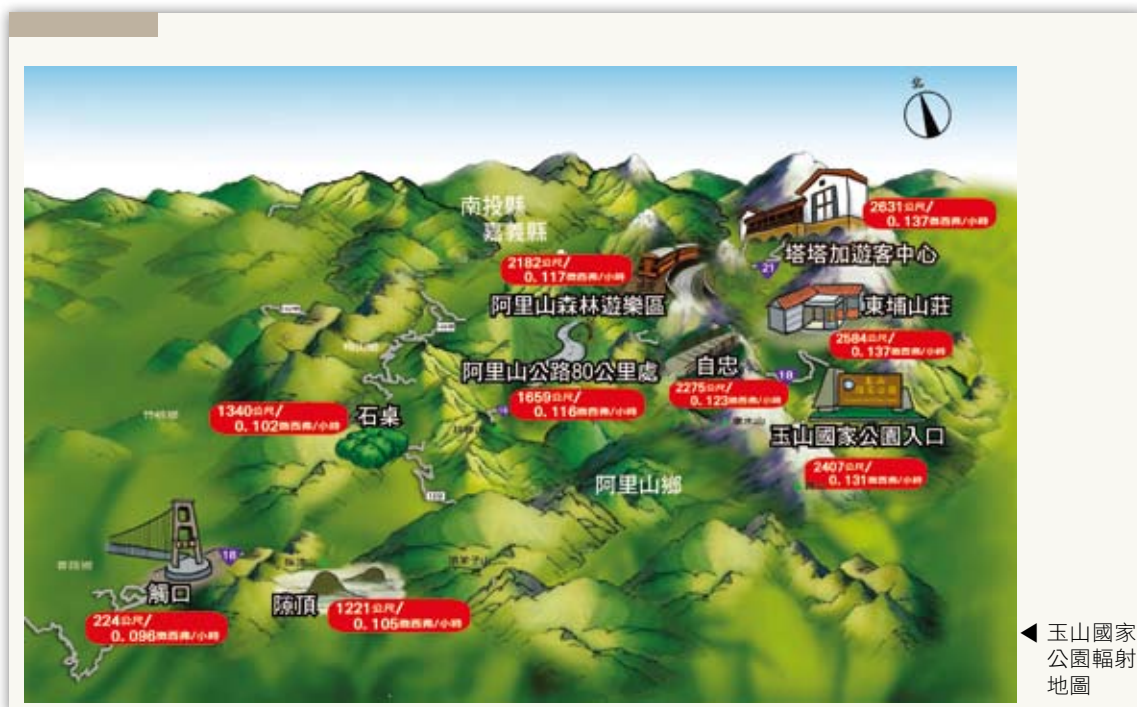 北
南投縣
嘉義縣
2631公尺/
0.137微西弗/小時
塔塔加遊客中心
21
2182公尺/
0.117微西弗/小時
阿里山森林遊樂區
東埔山莊
2584公尺/
0.137微西弗/小時
阿里山公路80公里處
1659公尺/
0.116微西弗/小時
自忠
2275公尺/
0.123微西弗/小時
18
玉山國家公園入口
2407公尺/
0.131微西弗/小時
1340公尺/
0.102微西弗/小時
石桌
阿里山鄉
169
18
觸口
224公尺/
0.096微西弗/小時
隙頂
1221公尺/
0.105微西弗/小時
◀ 玉山國家
公園輻射
地圖